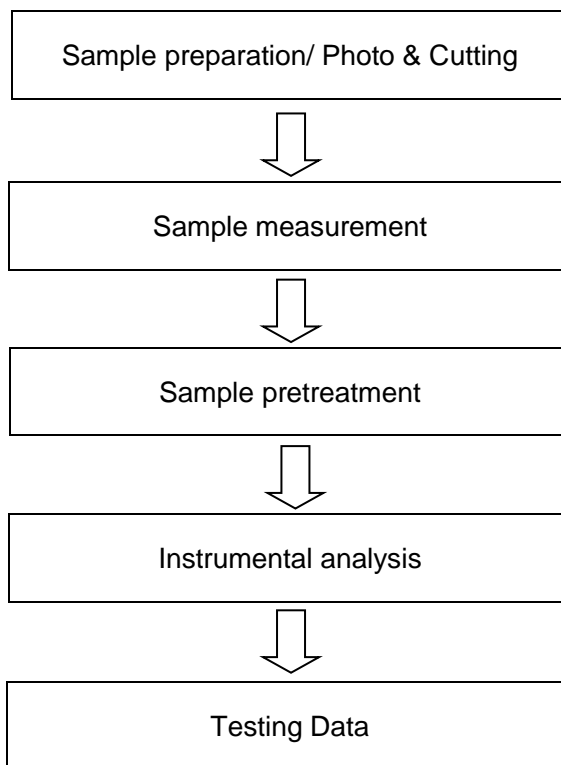 Sample preparation/ Photo & Cutting
Sample measurement
Sample pretreatment
Instrumental analysis
Testing Data